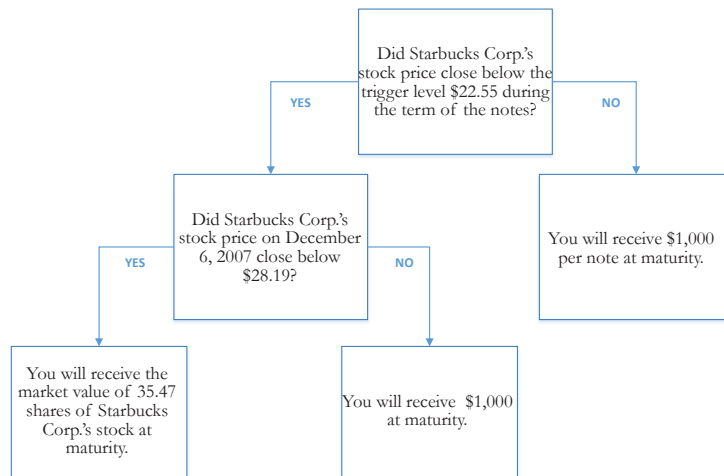 Did Starbucks Corp.'s
stock price close below the
trigger level $22.55 during
the term of the notes?
YES
NO
Did Starbucks Corp.'s
stock price on December
6, 2007 close below
$28.19?
You will receive $1,000
per note at maturity.
YES
NO
You will receive the
market value of 35.47
shares of Starbucks
Corp.'s stock at
maturity.
You will receive $1,000
at maturity.